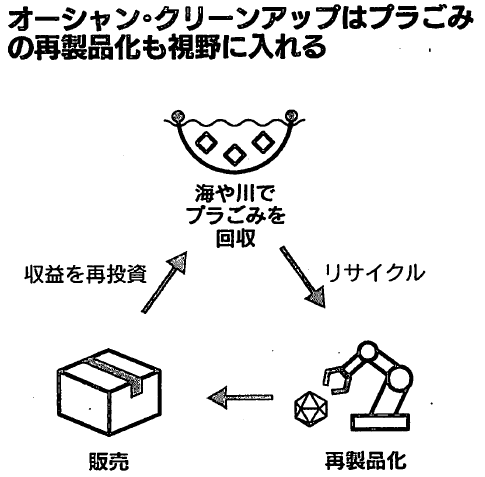 オーシャン・クリーンアップはプラごみ
の再製品化も視野に入れる
海や川で
プラごみを
回収
収益を再投資
リサイクル
販売
再製品化